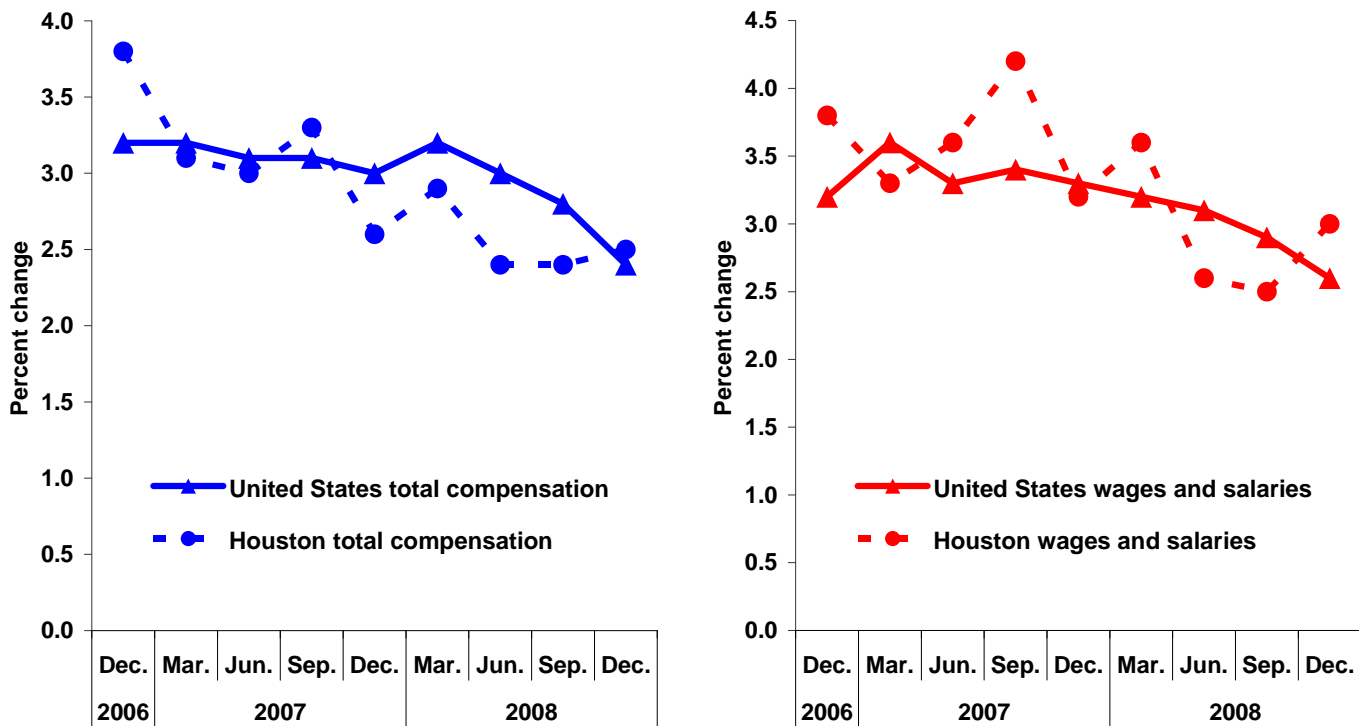 4.0
3.5
3.0
2.5
2.0
1.5
1.0
0.5
0.0
Percent change
United States total compensation
Houston total compensation
Dec. Mar. Jun. Sep. Dec. Mar. Jun. Sep. Dec.
2006 2007 2008
4.5
4.0
3.5
3.0
2.5
2.0
1.5
1.0
0.5
0.0
Percent change
United States wages and salaries
Houston wages and salaries
Dec. Mar. Jun. Sep. Dec. Mar. Jun. Sep. Dec.
2006 2007 2008